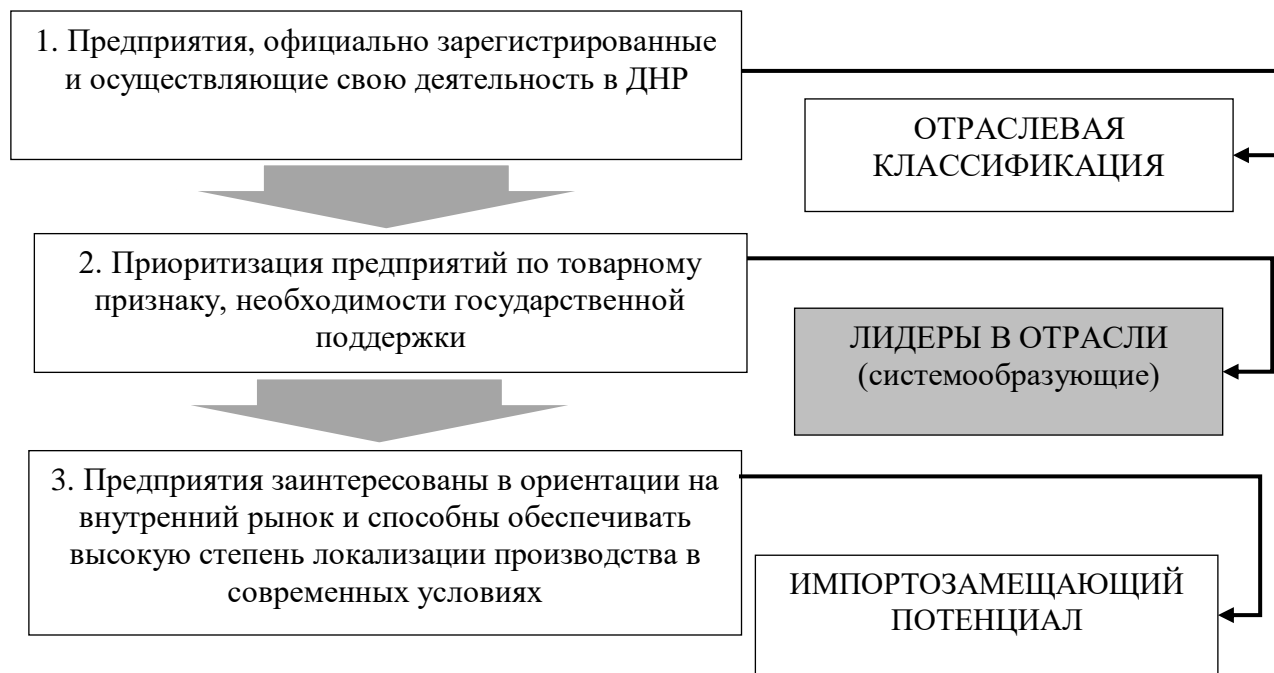 1. Предприятия, официально зарегистрированные
и осуществляющие свою деятельность в ДНР
ОТРАСЛЕВАЯ
КЛАССИФИКАЦИЯ
2. Приоритизация предприятий по товарному
признаку, необходимости государственной
поддержки
ЛИДЕРЫ В ОТРАСЛИ
(системообразующие)
3. Предприятия заинтересованы в ориентации на
внутренний рынок и способны обеспечивать
высокую степень локализации производства в
современных условиях
ИМПОРТОЗАМЕЩАЮЩИЙ
ПОТЕНЦИАЛ